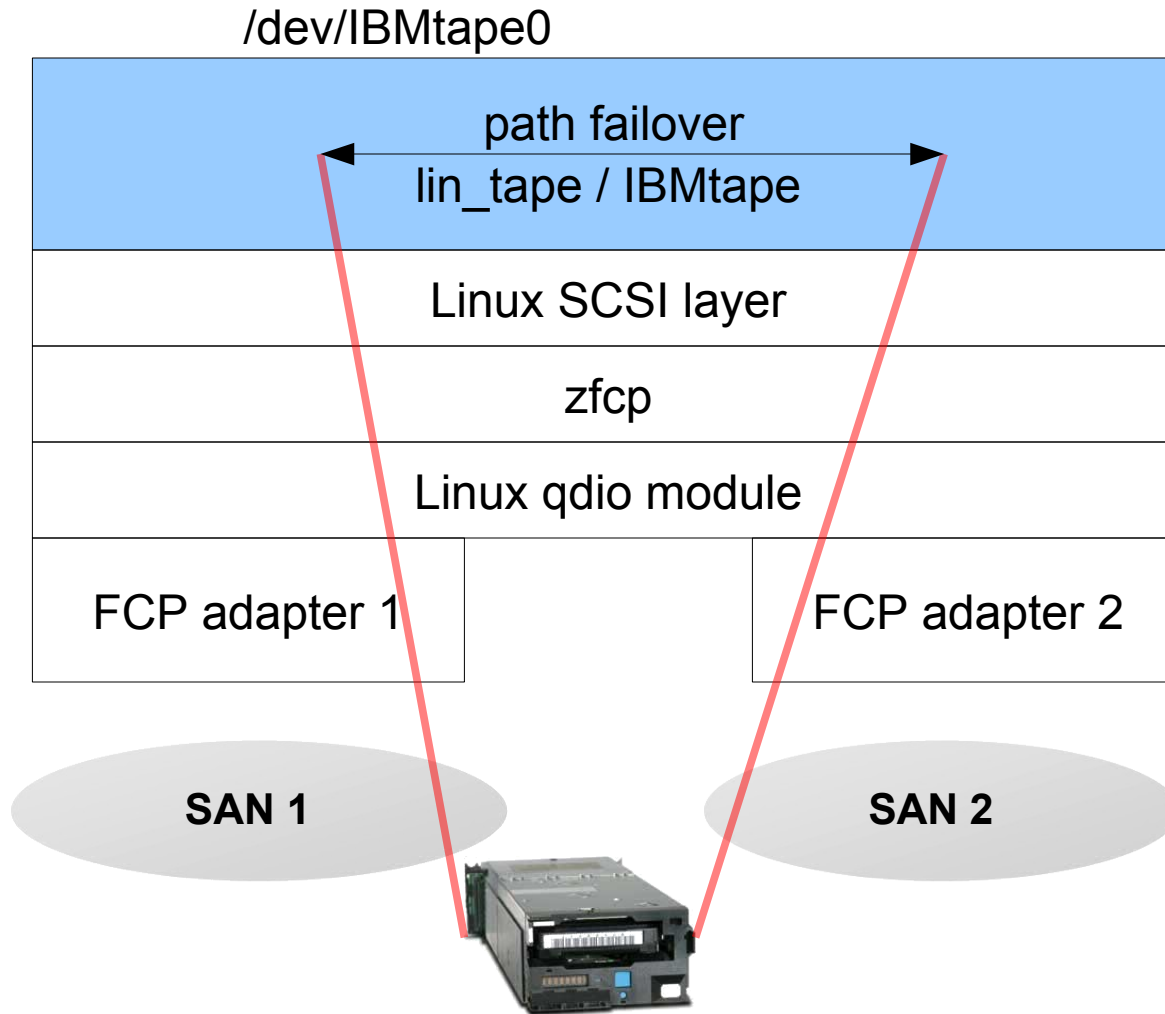 /dev/IBMtape0
path failover
lin_tape / IBMtape
Linux SCSI layer
zfcp
Linux qdio module
FCP adapter 1
FCP adapter 2
SAN 1
SAN 2